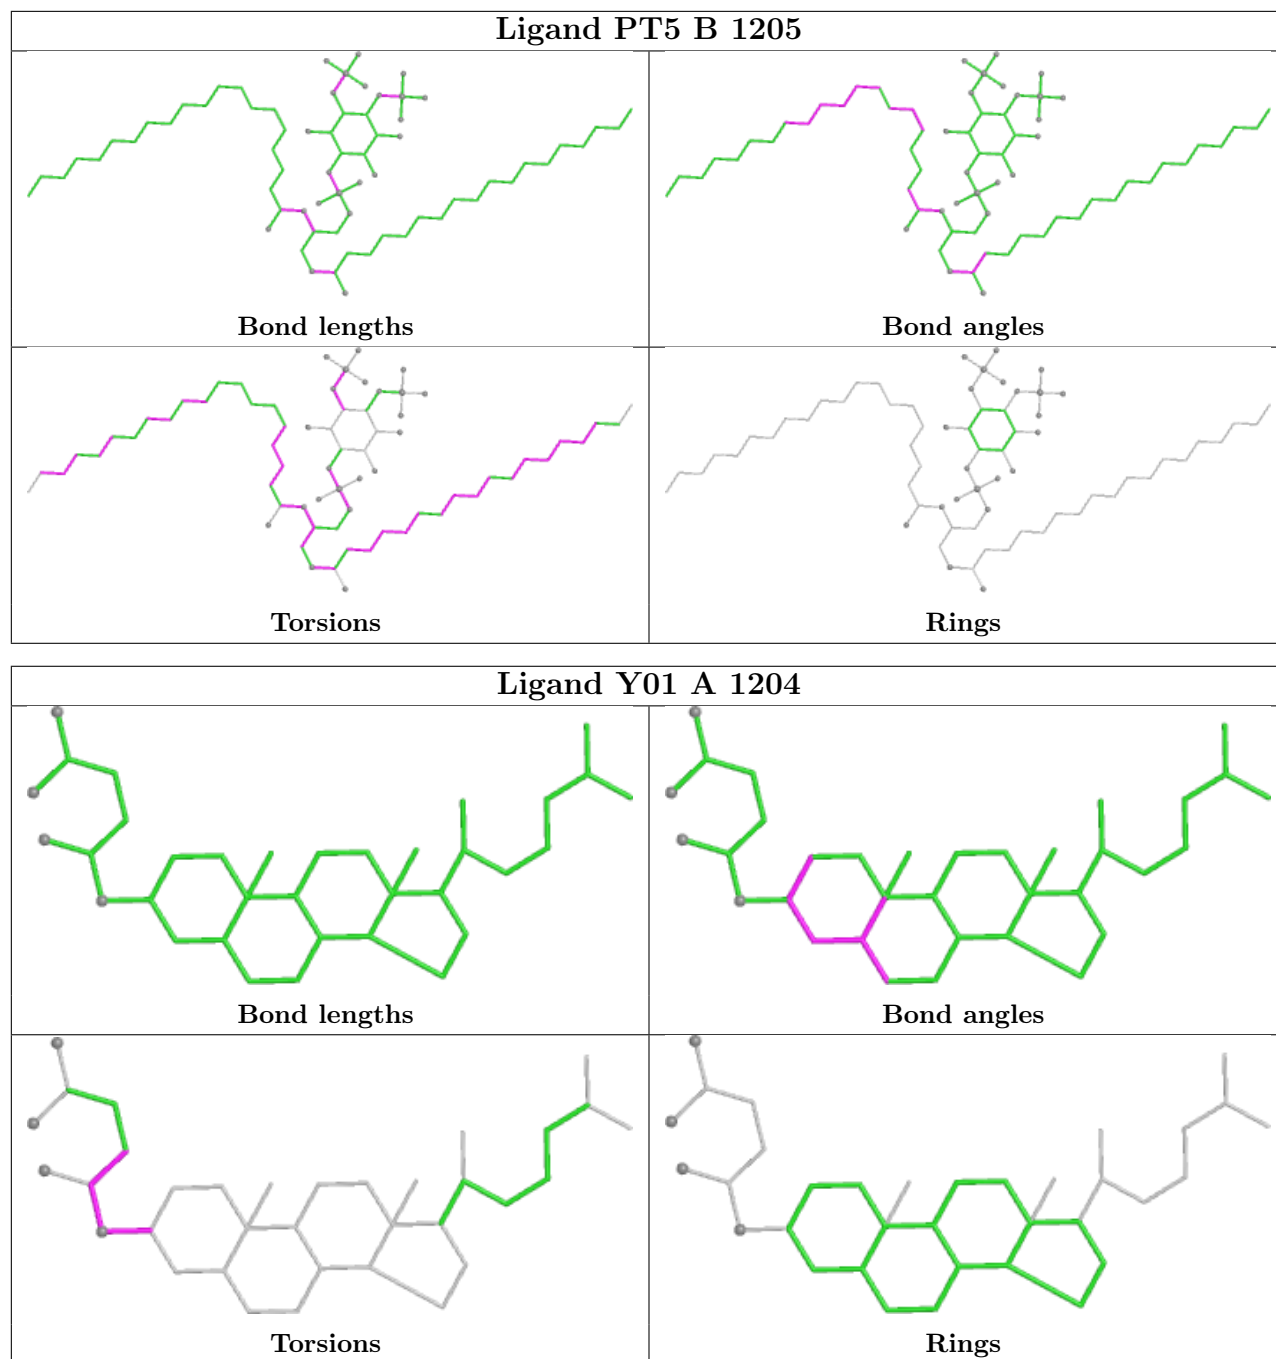 Ligand PT5 B 1205
Bond lengths
Bond angles
Torsions
Rings
Ligand Y01 A 1204
Bond lengths
Bond angles
Torsions
Rings